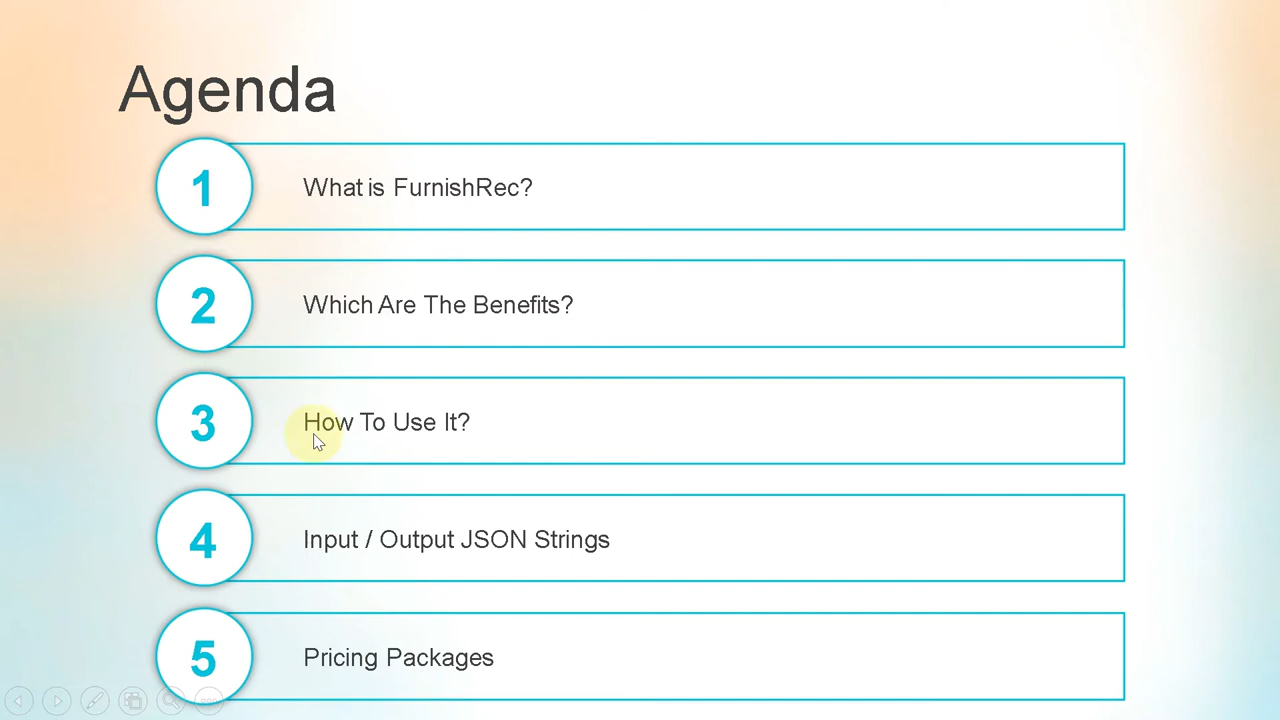 Agenda
1
What is FurnishRec?
2
Which Are The Benefits?
3
How To Use It?
4
Input / Output JSON Strings
5
Pricing Packages